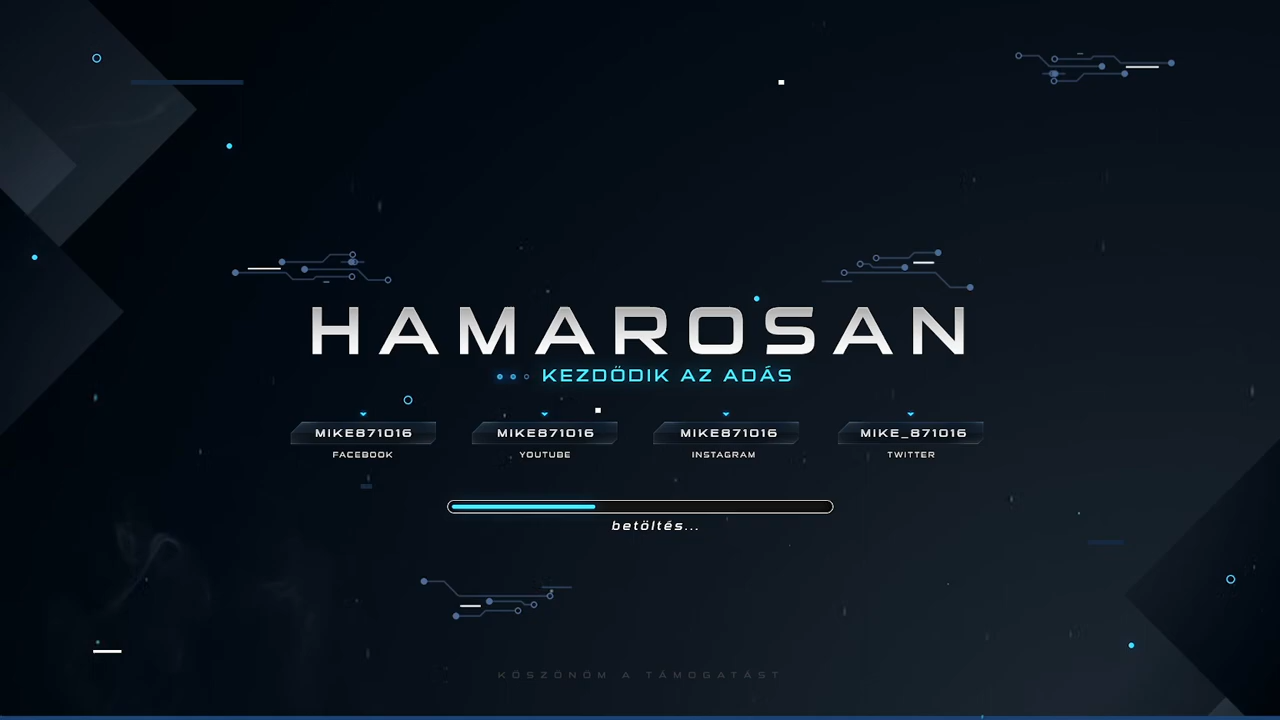 HAMAROSAN
KEZDŐDIK AZ ADÁS
MIKE871016 MIKE871016 MIKE871016 MIKE_871016
FACEBOOK YOUTUBE INSTAGRAM TWITTER
betöltés...
KÖSZÖNÖM A TÁMOGATÁST